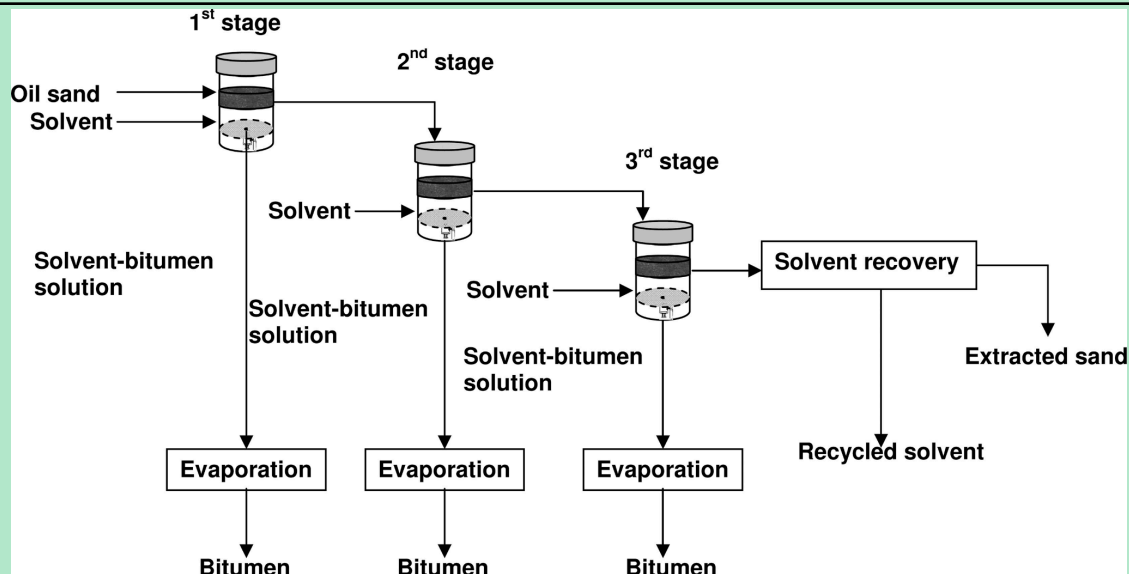 1st stage
2nd stage
Oil sand
Solvent
3rd stage
Solvent
Solvent recovery
Solvent-bitumen
solution
Solvent
Solvent-bitumen
solution
Solvent-bitumen
solution
Extracted sand
Recycled solvent
Evaporation
Evaporation
Evaporation
Bitumen
Bitumen
Bitumen